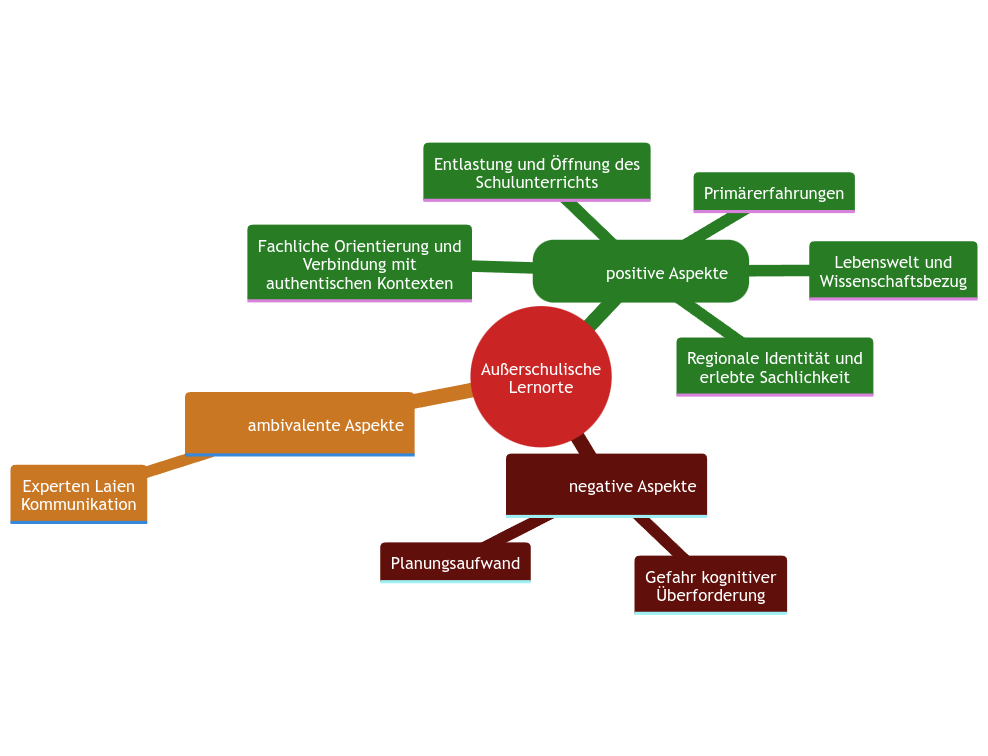 Entlastung und Öffnung des
Schulunterrichts
Primärerfahrungen
Fachliche Orientierung und
Verbindung mit
authentischen Kontexten
positive Aspekte
Lebenswelt und
Wissenschaftsbezug
Regionale Identität und
erlebte Sachlichkeit
Außerschulische
Lernorte
ambivalente Aspekte
Experten Laien
Kommunikation
negative Aspekte
Planungsaufwand
Gefahr kognitiver
Überforderung